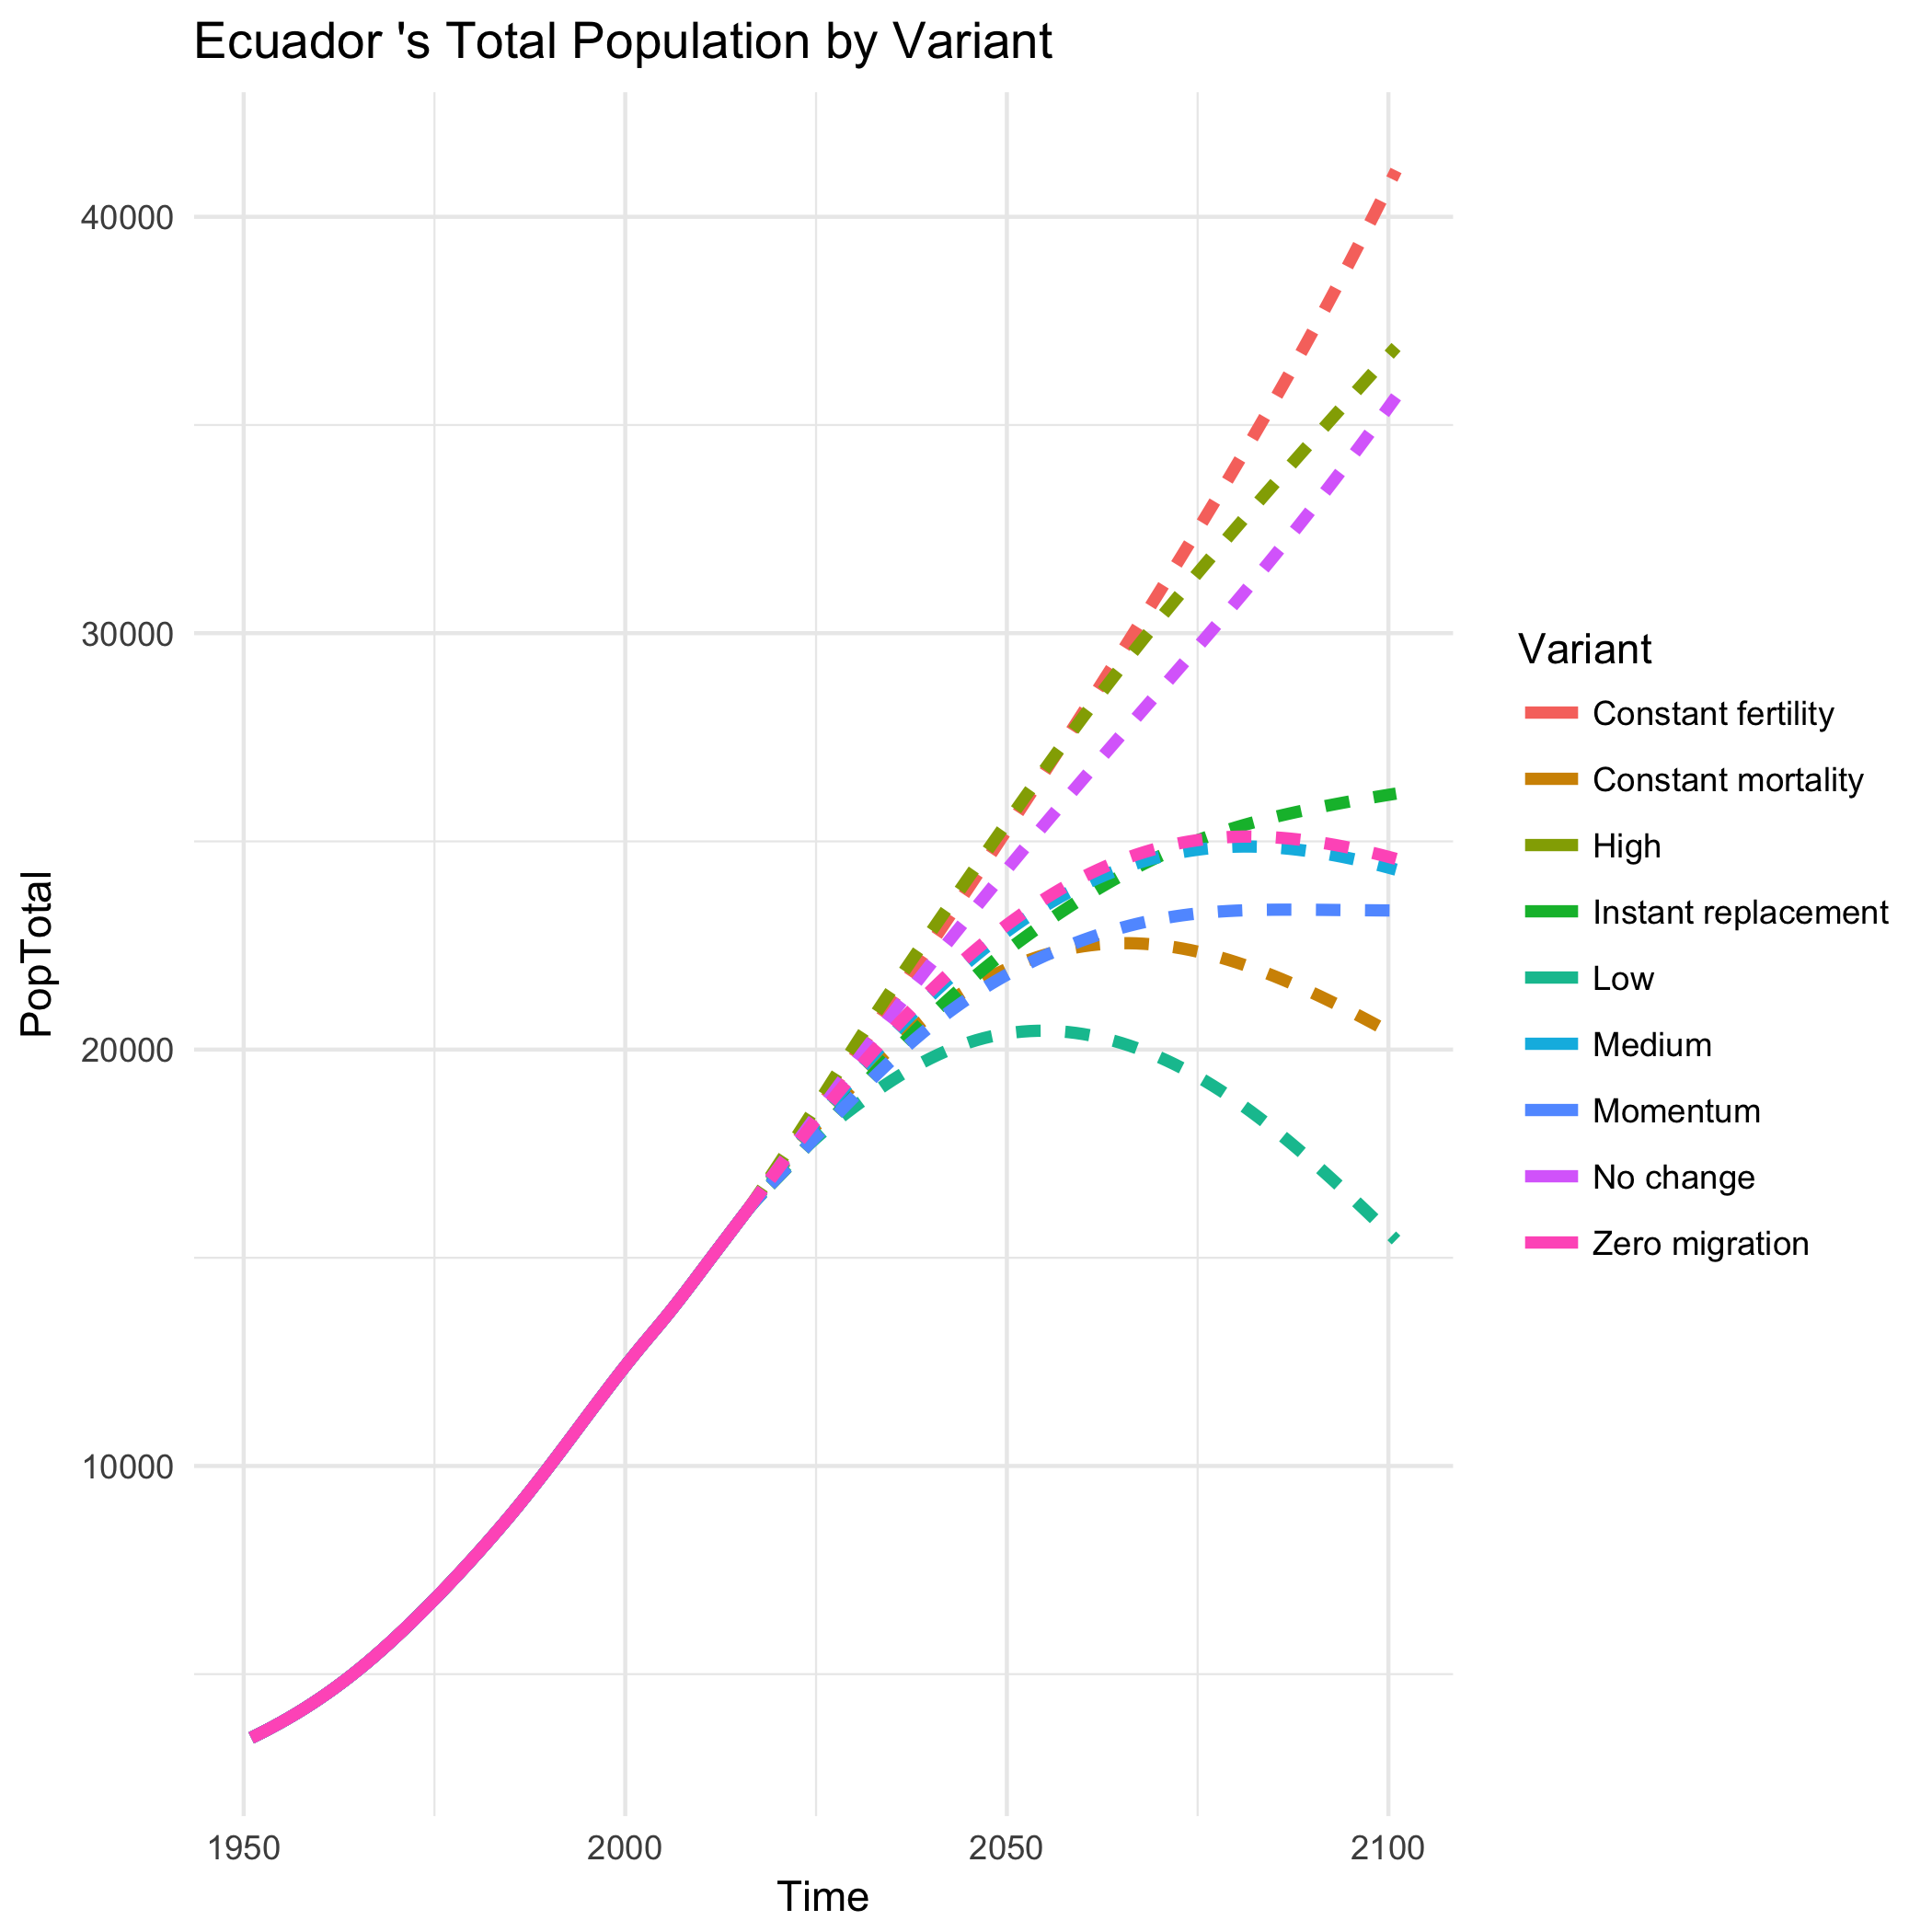 Ecuador 's Total Population by Variant
PopTotal
40000
30000
20000
10000
1950
2000
2050
2100
Time
Variant
Constant fertility
Constant mortality
High
Instant replacement
Low
Medium
Momentum
No change
Zero migration